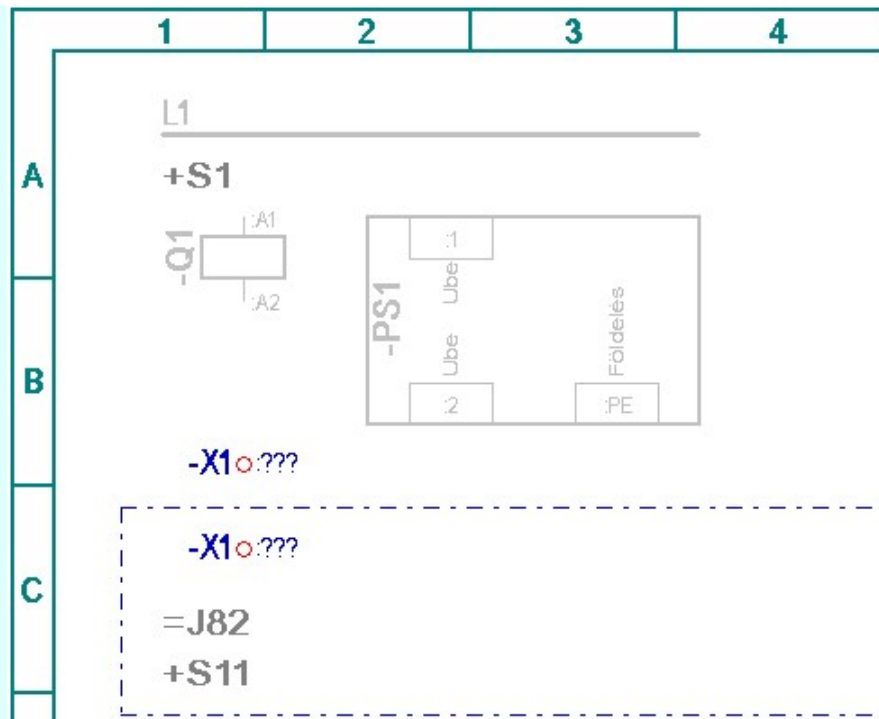 1 2 3 4
L1
A
+S1
-Q1
:A1
:A2
-PS1
:1
Ube
Ube
:2
Földelés
:PE
B
-X1 :???
-X1 :???
C
=J82
+S11